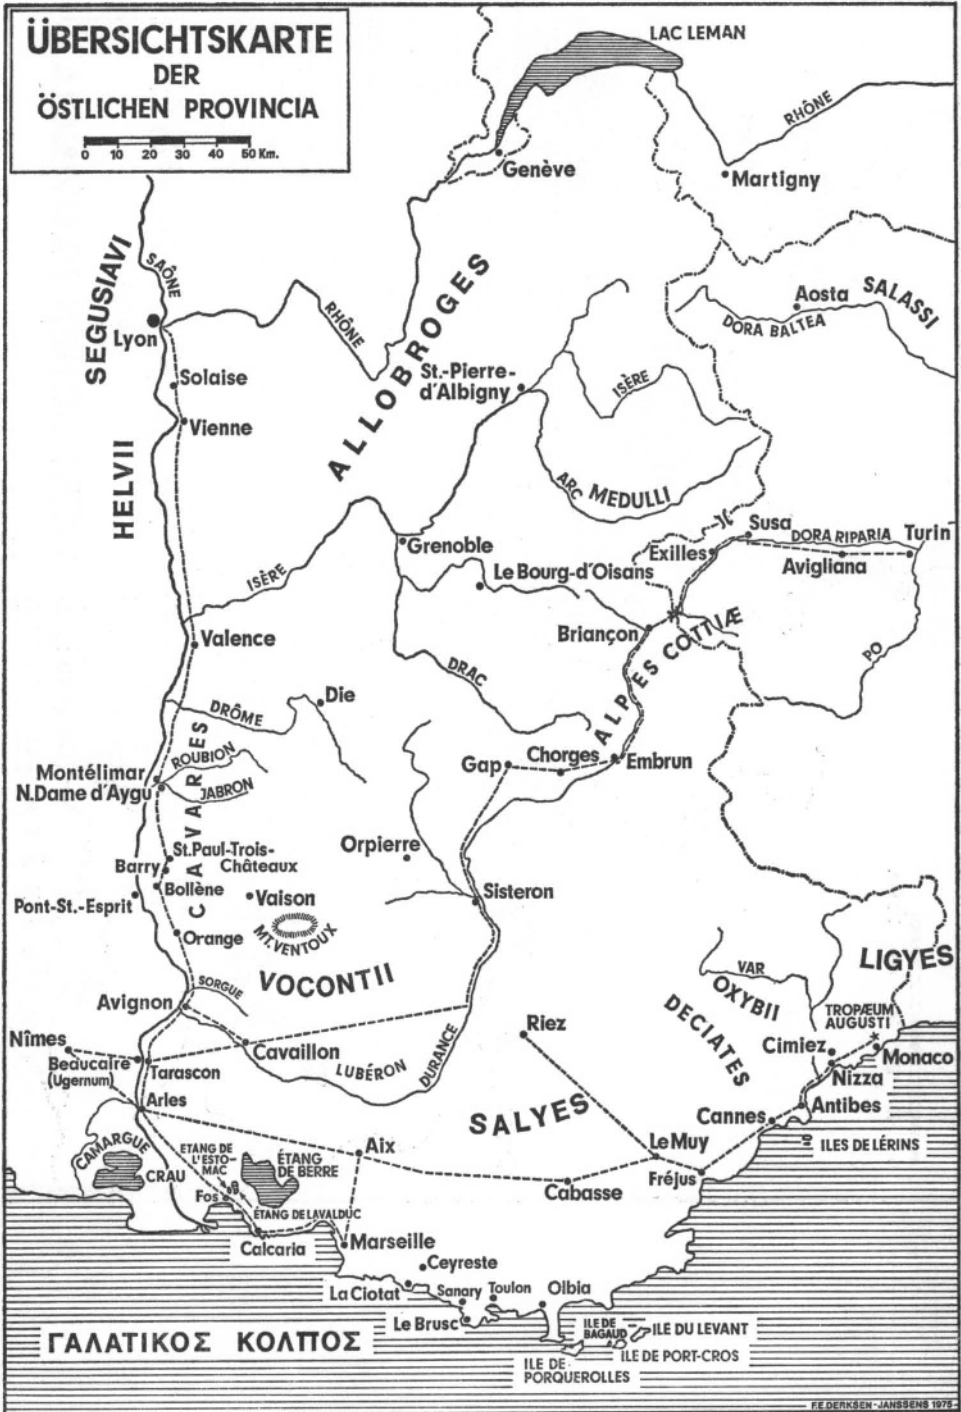 ÜBERSICHTSKARTE
DER
ÖSTLICHEN PROVINCIA
0 10 20 30 40 50 Km.
LAC LEMAN
RHÔNE
Genève
Martigny
SEGUSIAVI
SAÔNE
Lyon
RHÔNE
ALLOBROGES
Aosta
SALASSI
DORA BALTEA
Solaise
St.-Pierre-
d'Albigny
ISÈRE
Vienne
HELVII
ARC
MEDULLI
Grenoble
Susa
DORA RIPARIA
Turin
Exilles
Avigliana
ISÈRE
Le Bourg-d'Oisans
Valence
Briançon
ALPES COTTIÆ
DRAC
PO
Die
DRÔME
CAVARES
ROUBION
Montélimar
N.Dame d'Aygu
JABRON
Gap
Chorges
Embrun
St.Paul-Trois-
Châteaux
Barry
Orpierre
Bollène
Pont-St.-Esprit
Vaison
Sisteron
MT.VENTOUX
Orange
VOCONTII
LIGYES
SORGUE
VAR
OXYBII
DECIATES
Avignon
TROPÆUM
AUGUSTI
Nîmes
Riez
Cavaillon
LUBÉRON
DURANCE
Cimiez
Monaco
Beaucaire
(Ugernum)
Tarascon
Nizza
Arles
SALYES
Antibes
Cannes
CAMARGUE
CRAU
ETANG DE
L'ESTO-
MAC
ÉTANG
DE BERRE
Aix
Le Muy
ILES DE LÉRINS
Fos
Cabasse
Fréjus
ÉTANG DE LAVALDUC
Calcaria
Marseille
Ceyreste
La Ciotat
Sanary
Toulon
Olbia
Le Brusc
ILE DE
BAGAUD
ILE DU LEVANT
ΓΑΛΑΤΙΚΟΣ ΚΟΛΠΟΣ
ILE DE PORT-CROS
ILE DE
PORQUEROLLES
F.E.DERKSEN-JANSSENS 1975